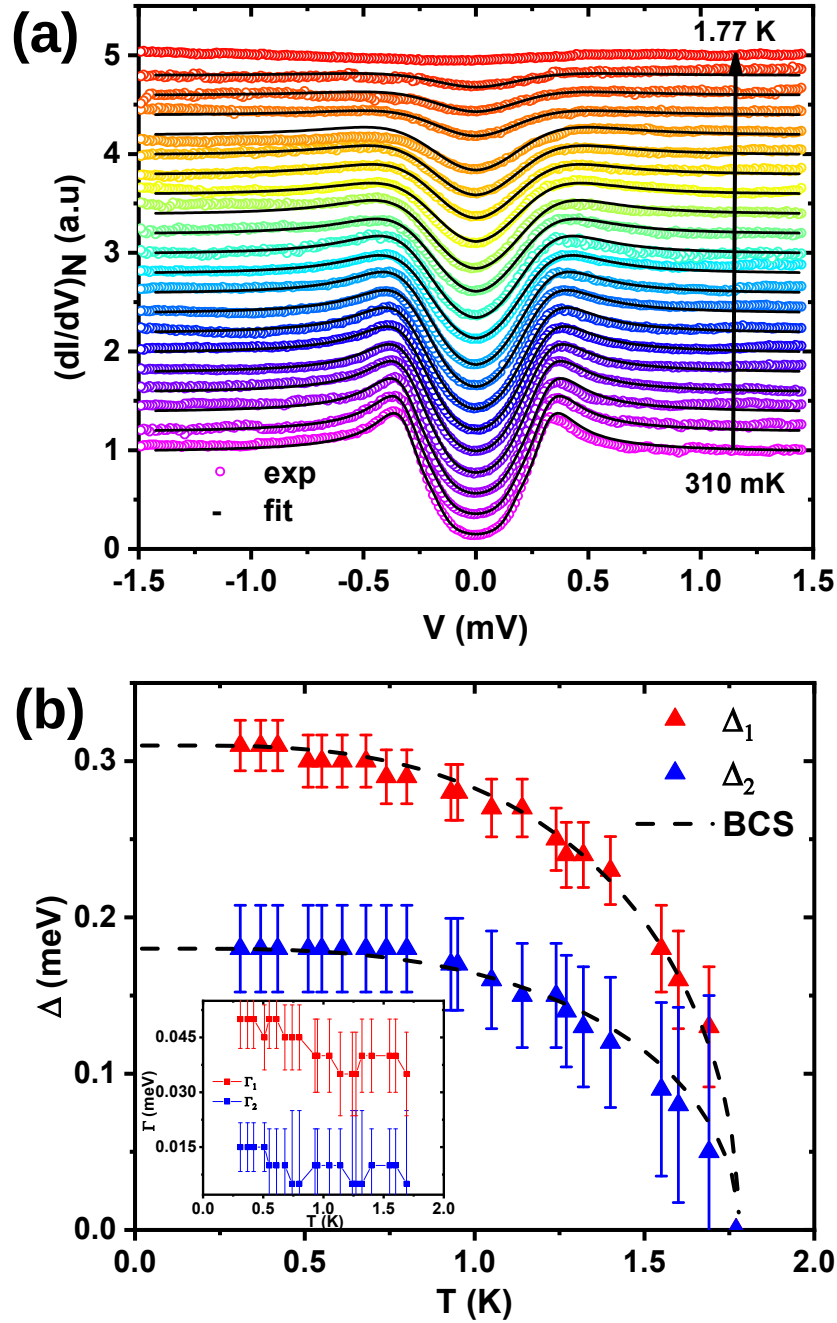 (a)
(dI/dV)N (a.u)
5
4
3
2
1
0
1.77 K
310 mK
exp
- fit
-1.5 -1.0 -0.5 0.0 0.5 1.0 1.5
V (mV)
(b)
Δ (meV)
0.3
0.2
0.1
0.0
Δ1
Δ2
BCS
Γ (meV)
0.045
0.030
0.015
Γ1
Γ2
0.0 0.5 1.0 1.5 2.0
T (K)
0.0 0.5 1.0 1.5 2.0
T (K)